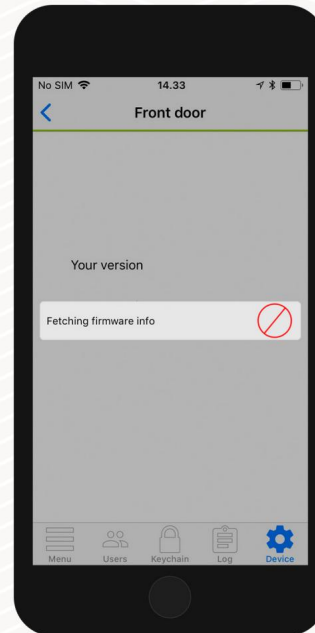 No SIM 14.33
Front door
Your version
Fetching firmware info
Menu Users Keychain Log Device